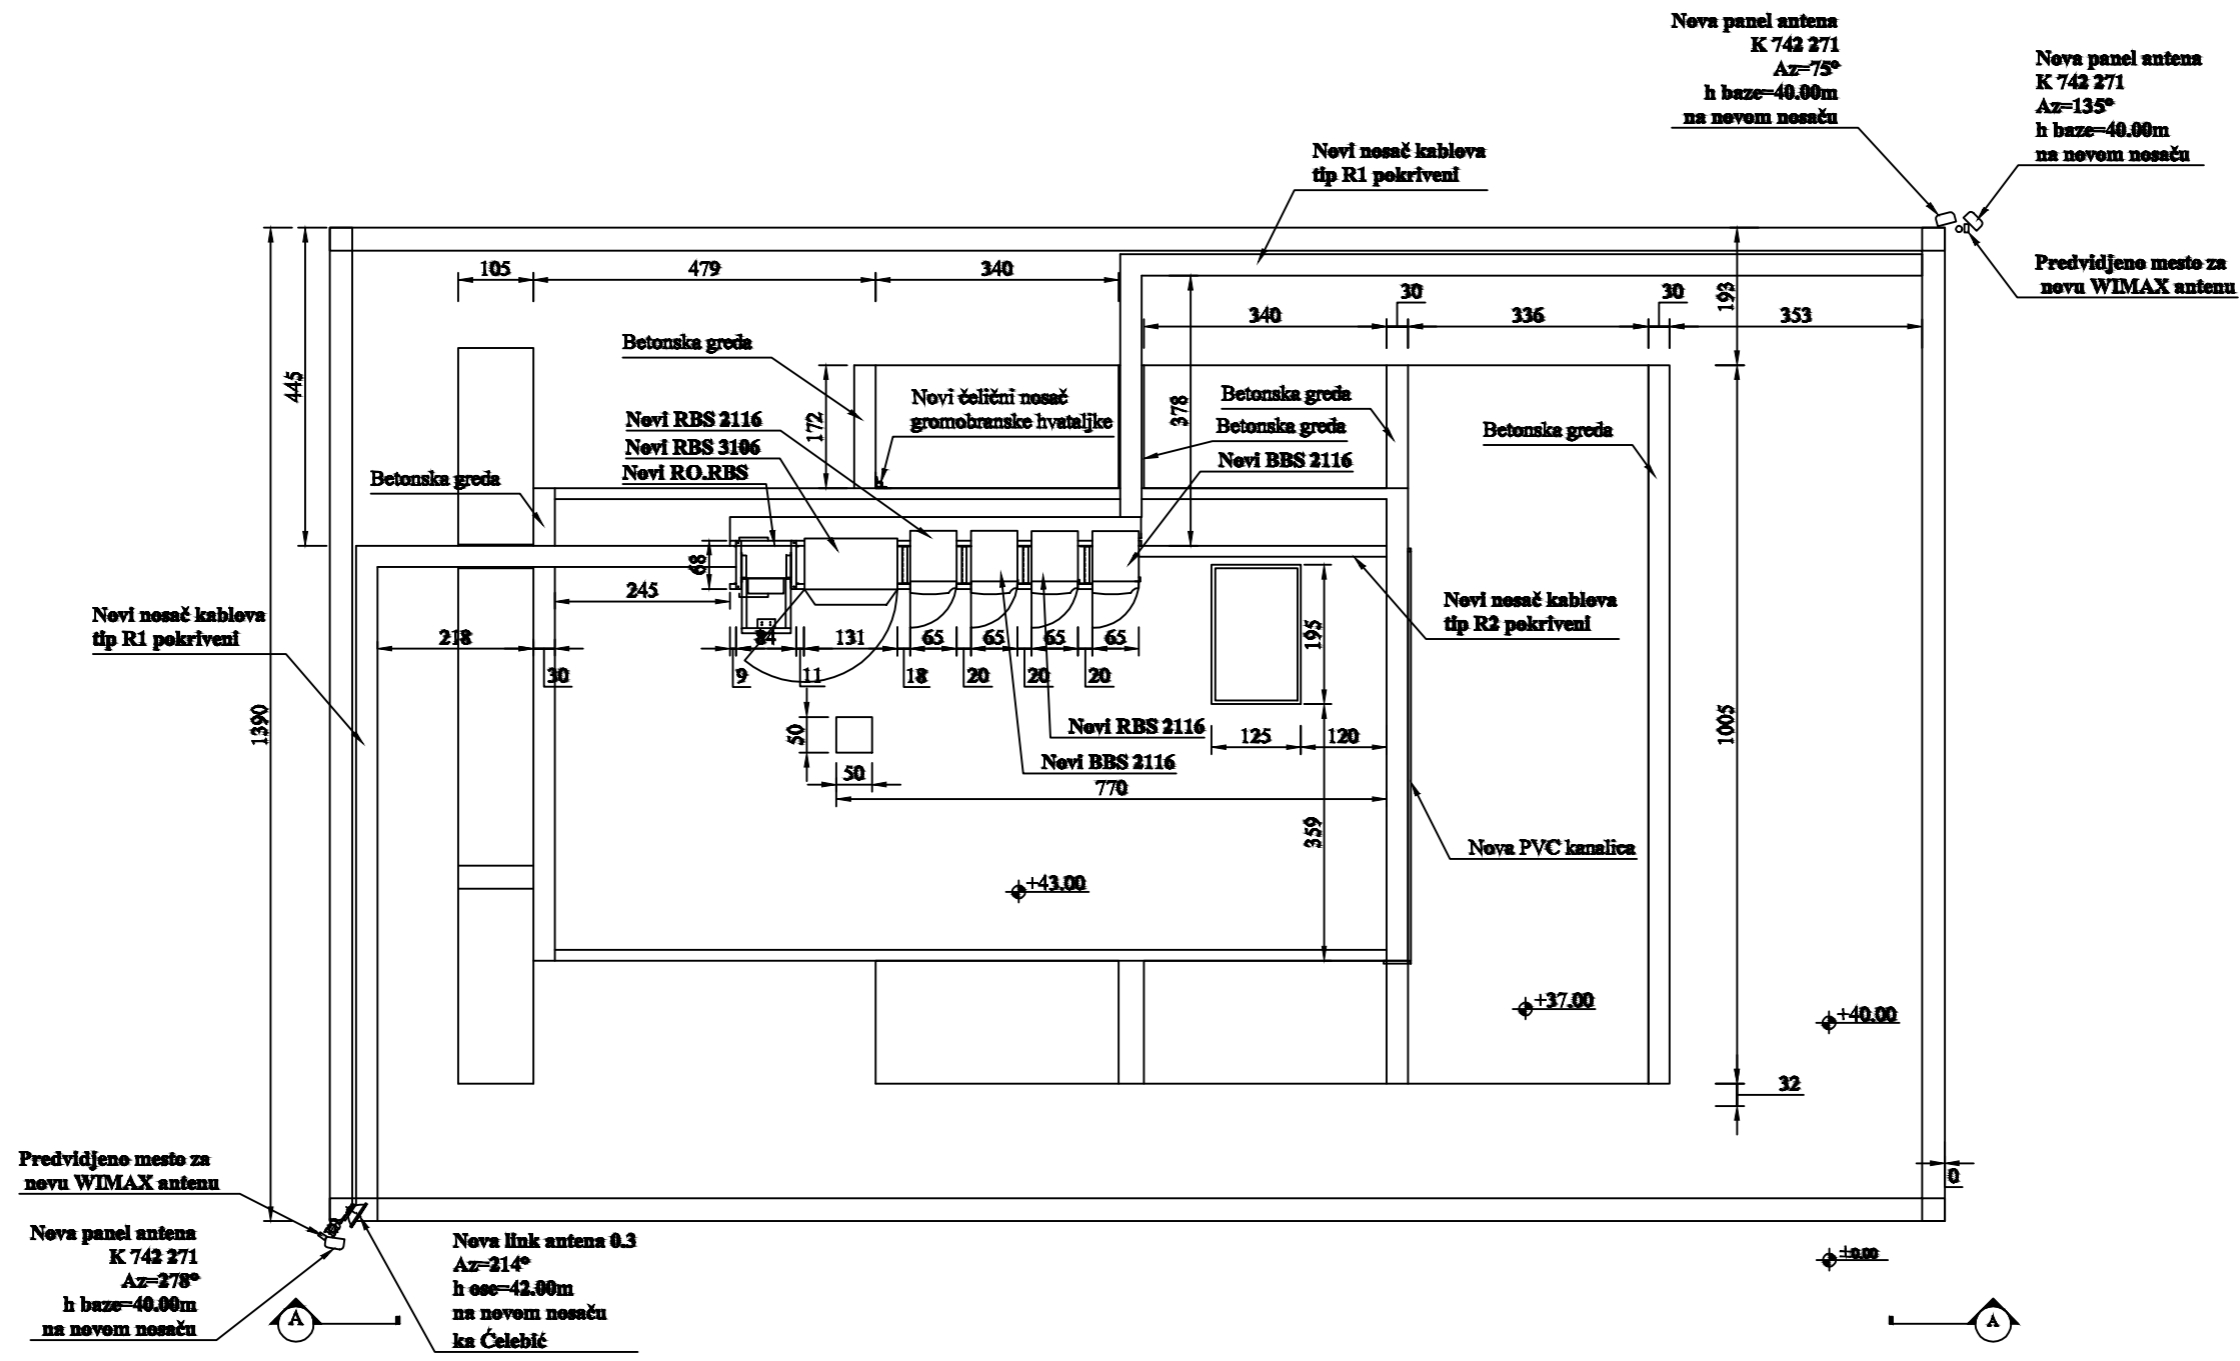 Nova panel antena
K 742 271
Az=75°
h baze=40.00m
na novom nosaču
Nova panel antena
K 742 271
Az=135°
h baze=40.00m
na novom nosaču
Novi nosač kablova
tip R1 pokriveni
Predvidjeno mesto za
novu WIMAX antenu
105
479
340
30
30
193
340
336
353
445
Betonska greda
172
Novi čelični nosač
gromobranske hvataljke
378
Betonska greda
Betonska greda
Betonska greda
Novi RBS 2116
Novi RBS 3106
Novi RO.RBS
Novi BBS 2116
Betonska greda
68
245
Novi nosač kablova
tip R1 pokriveni
Novi nosač kablova
tip R2 pokriveni
218
30
84
131
65
65
65
65
9
11
18
20
20
20
195
1390
1005
50
50
Novi RBS 2116
Novi BBS 2116
125
120
770
359
Nova PVC kanalica
+43.00
+37.00
+40.00
32
0
Predvidjeno mesto za
novu WIMAX antenu
Nova panel antena
K 742 271
Az=278°
h baze=40.00m
na novom nosaču
Nova link antena 0.3
Az=214°
h ose=42.00m
na novom nosaču
ka Ćelebić
±0.00
A
A